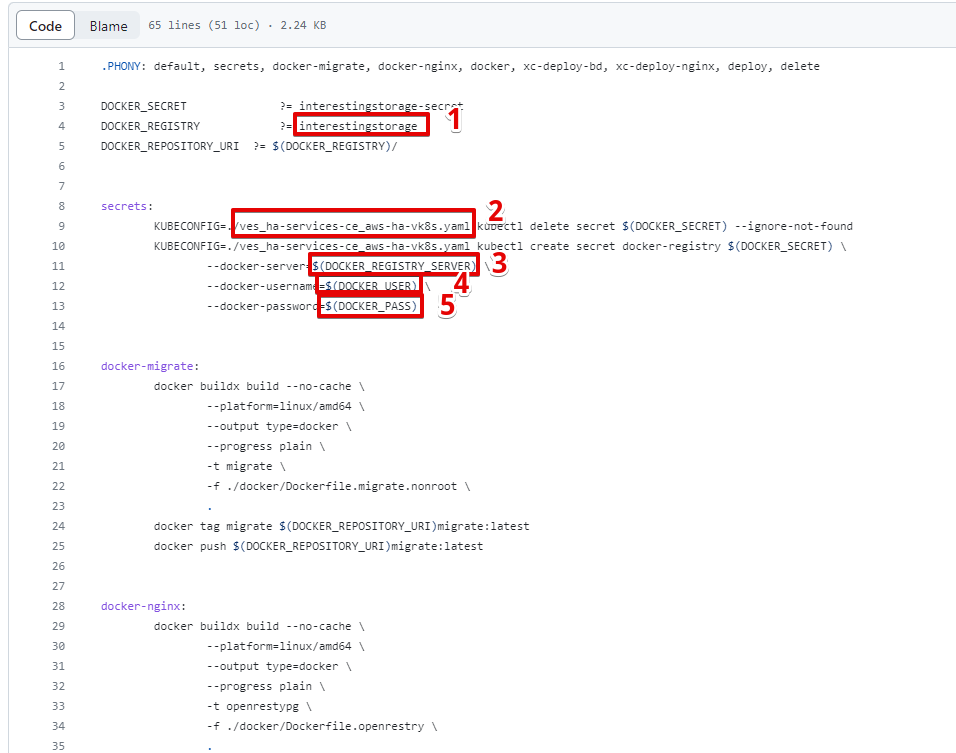 Code Blame 65 lines (51 loc) · 2.24 KB
1 .PHONY: default, secrets, docker-migrate, docker-nginx, docker, xc-deploy-bd, xc-deploy-nginx, deploy, delete
2
3 DOCKER_SECRET ?= interestingstorage-secret
4 DOCKER_REGISTRY ?= interestingstorage 1
5 DOCKER_REPOSITORY_URI ?= $(DOCKER_REGISTRY)/
6
7
8 secrets: 2
9 KUBECONFIG=./ves_ha-services-ce_aws-ha-vk8s.yaml kubectl delete secret $(DOCKER_SECRET) --ignore-not-found
10 KUBECONFIG=./ves_ha-services-ce_aws-ha-vk8s.yaml kubectl create secret docker-registry $(DOCKER_SECRET) \
11 --docker-server=$(DOCKER_REGISTRY_SERVER) \ 3
12 --docker-username=$(DOCKER_USER) \ 4
13 --docker-password=$(DOCKER_PASS) 5
14
15
16 docker-migrate:
17 docker buildx build --no-cache \
18 --platform=linux/amd64 \
19 --output type=docker \
20 --progress plain \
21 -t migrate \
22 -f ./docker/Dockerfile.migrate.nonroot \
23 .
24 docker tag migrate $(DOCKER_REPOSITORY_URI)migrate:latest
25 docker push $(DOCKER_REPOSITORY_URI)migrate:latest
26
27
28 docker-nginx:
29 docker buildx build --no-cache \
30 --platform=linux/amd64 \
31 --output type=docker \
32 --progress plain \
33 -t openrestypg \
34 -f ./docker/Dockerfile.openrestry \
35 .